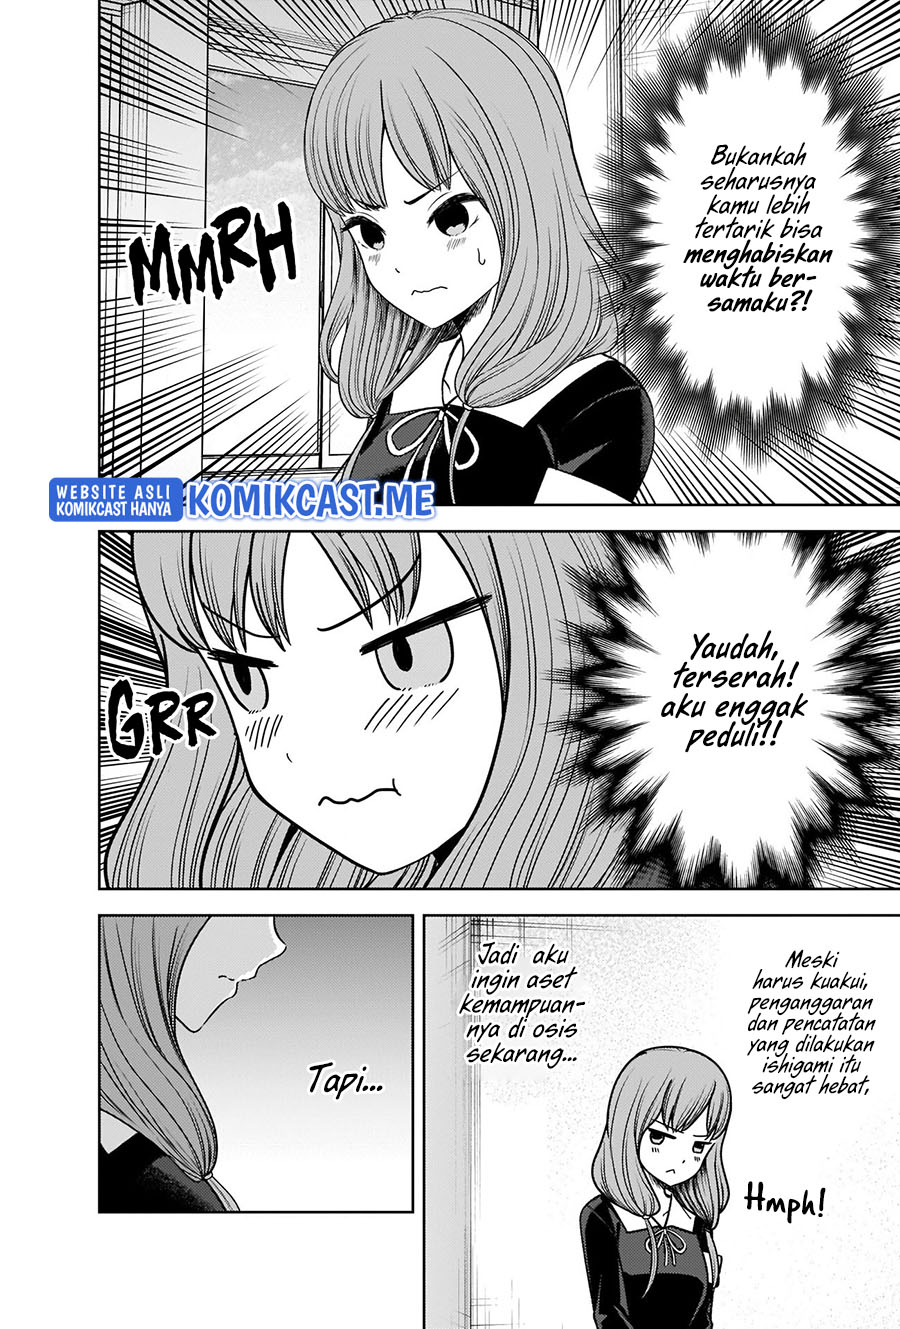 Bukankah
seharusnya
kamu lebih
tertarik bisa
menghabiskan
waktu ber-
samaku?!
MMRH
WEBSITE ASLI
KOMIKCAST HANYA
KOMIKCAST.ME
Yaudah,
terserah!
aku enggak
peduli!!
GRR
Meski
harus kuakui,
penganggaran
dan pencatatan
yang dilakukan
ishigami itu
sangat hebat,
Jadi aku
ingin aset
kemampuan-
nya di osis
sekarang...
Hmph!
Tapi...